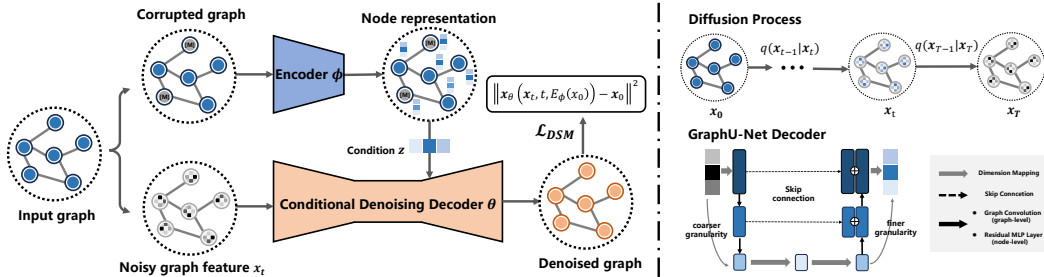 Corrupted graph
Node representation
[M]
[M]
Encoder ϕ
[M]
[M]
‖x_θ (x_t, t, E_ϕ(x_0)) − x_0‖²
ℒ_DSM
Condition z
Input graph
Conditional Denoising Decoder θ
Noisy graph feature x_t
Denoised graph
Diffusion Process
q(x_{t-1}|x_t)
q(x_{T-1}|x_T)
x_0
x_t
x_T
GraphU-Net Decoder
Skip
connection
coarser
granularity
finer
granularity
Dimension Mapping
Skip Conncetion
• Graph Convolution
(graph-level)
• Residual MLP Layer
(node-level)